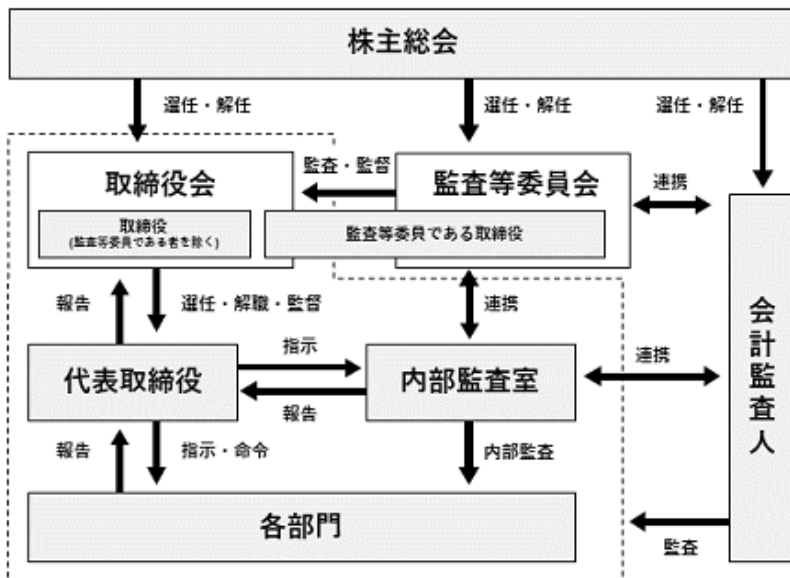 株主総会
選任・解任
選任・解任
選任・解任
取締役会
監査・監督
監査等委員会
連携
取締役
(監査等委員である者を除く)
監査等委員である取締役
報告
選任・解職・監督
連携
会計監査人
代表取締役
指示
報告
内部監査室
連携
報告
指示・命令
内部監査
各部門
監査